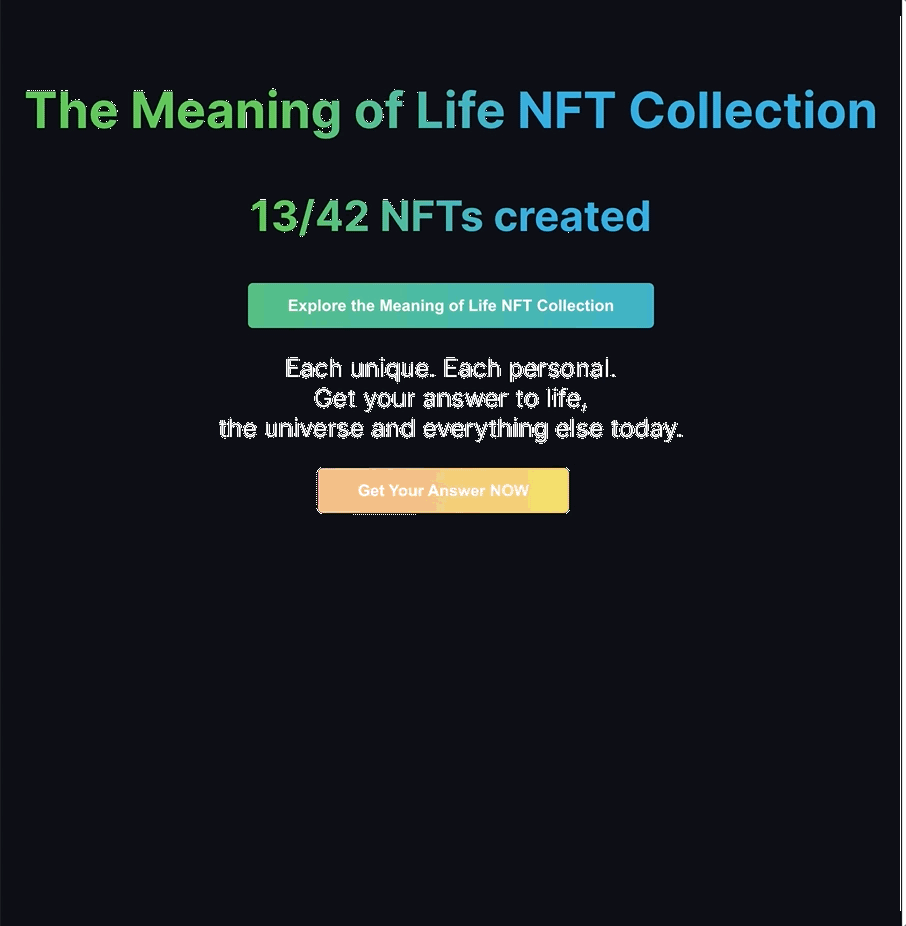 The Meaning of Life NFT Collection
13/42 NFTs created
Explore the Meaning of Life NFT Collection
Each unique. Each personal.
Get your answer to life,
the universe and everything else today.
Get Your Answer NOW